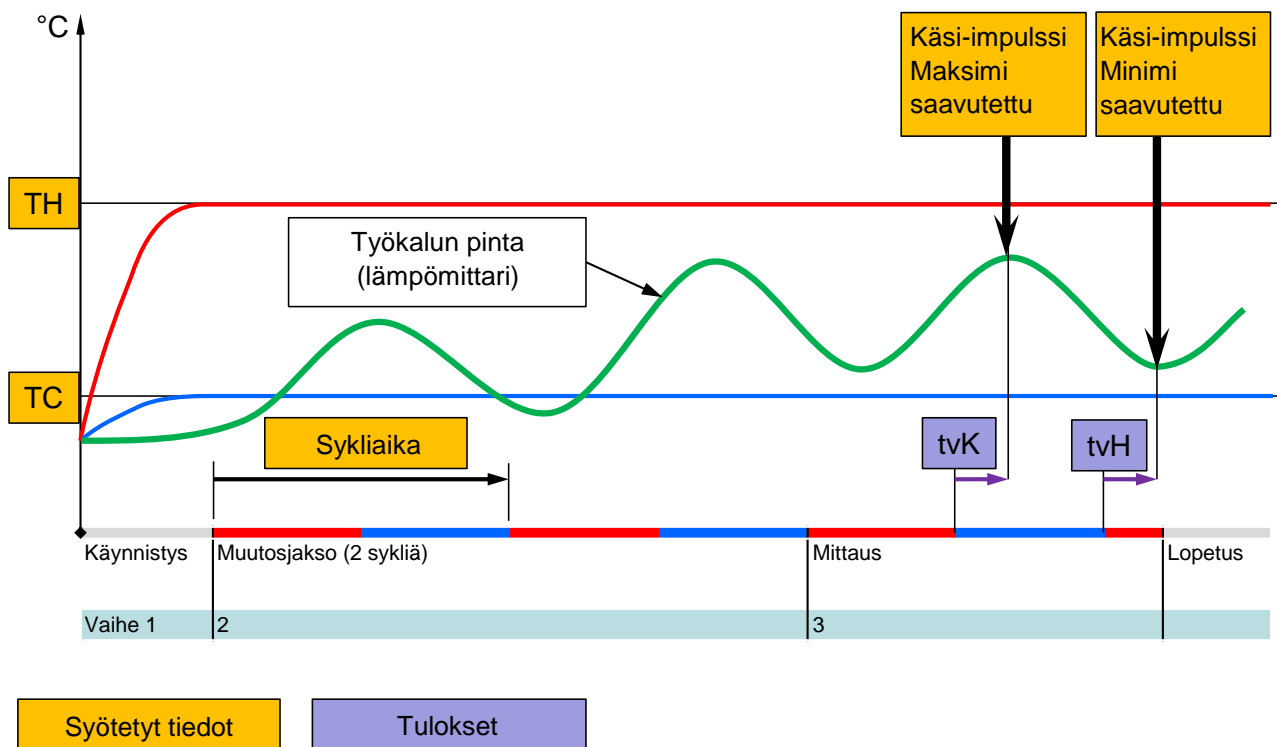 °C
Käsi-impulssi
Maksimi
saavutettu
Käsi-impulssi
Minimi
saavutettu
TH
Työkalun pinta
(lämpömittari)
TC
Sykliaika
tvK
tvH
Käynnistys
Muutosjakso (2 sykliä)
Mittaus
Lopetus
Vaihe 1
2
3
Syötetyt tiedot
Tulokset